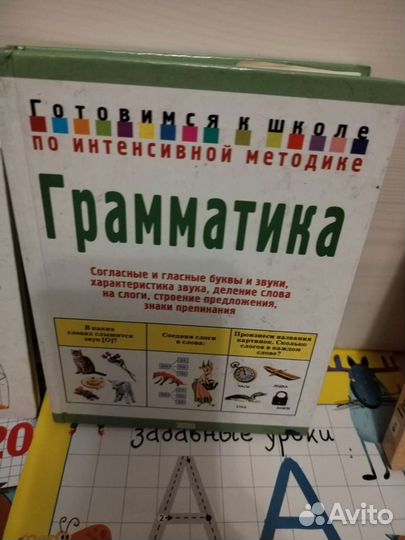 Готовимся к школе
по интенсивной методике
Грамматика
Согласные и гласные буквы и звуки,
характеристика звука, деление слова
на слоги, строение предложения,
знаки препинания
В каких
словах слышится
звук [О]?
Соедини слоги
в слова:
Произнеси названия
картинок. Сколько
слогов в каждом
слове?
ЧАСЫ
ЛОДКА
УТКА
ЗАМОК
20
забавные уроки
А А
2
Avito